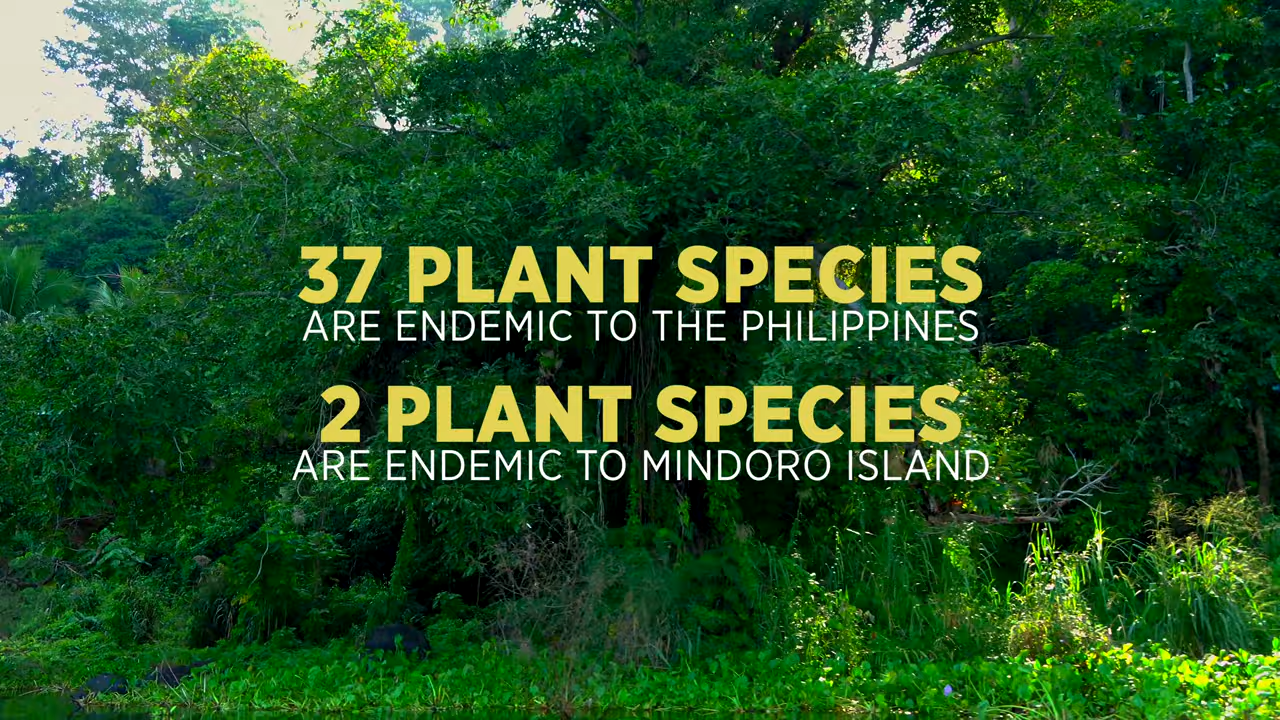 37 PLANT SPECIES
ARE ENDEMIC TO THE PHILIPPINES
2 PLANT SPECIES
ARE ENDEMIC TO MINDORO ISLAND